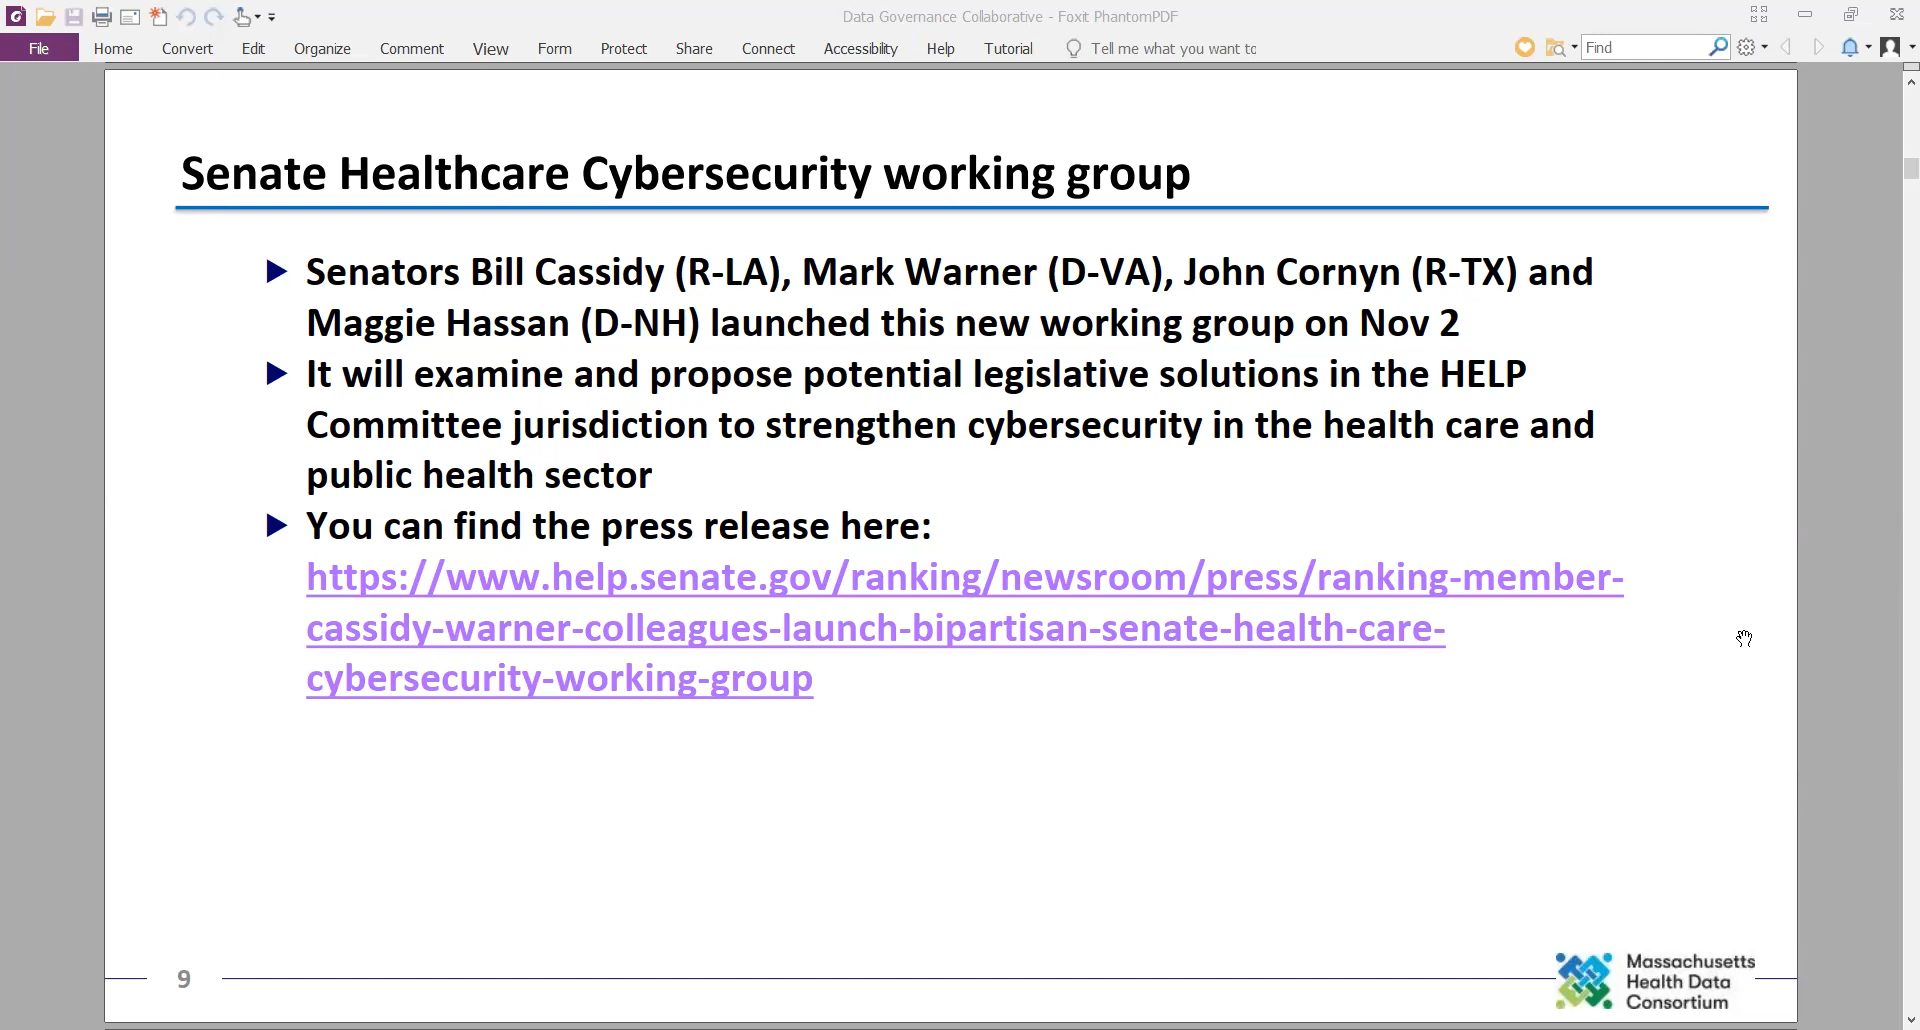 Data Governance Collaborative - Foxit PhantomPDF
File Home Convert Edit Organize Comment View Form Protect Share Connect Accessibility Help Tutorial Tell me what you want to Find
Senate Healthcare Cybersecurity working group
Senators Bill Cassidy (R-LA), Mark Warner (D-VA), John Cornyn (R-TX) and
Maggie Hassan (D-NH) launched this new working group on Nov 2
It will examine and propose potential legislative solutions in the HELP
Committee jurisdiction to strengthen cybersecurity in the health care and
public health sector
You can find the press release here:
https://www.help.senate.gov/ranking/newsroom/press/ranking-member-
cassidy-warner-colleagues-launch-bipartisan-senate-health-care-
cybersecurity-working-group
9
Massachusetts
Health Data
Consortium